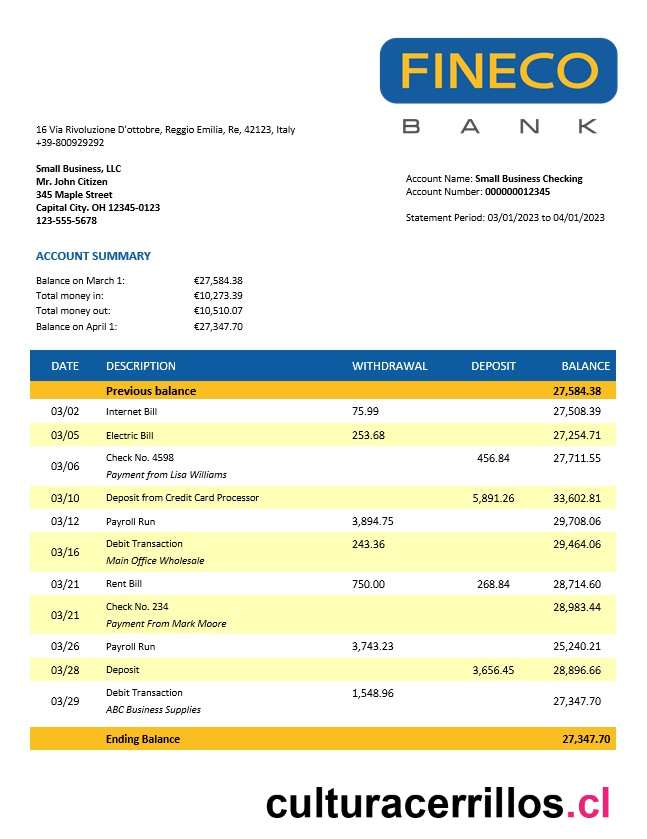 FINECO
BANK
16 Via Rivoluzione D'ottobre, Reggio Emilia, Re, 42123, Italy
+39-800929292
Small Business, LLC
Mr. John Citizen
345 Maple Street
Capital City. OH 12345-0123
123-555-5678
Account Name: Small Business Checking
Account Number: 000000012345
Statement Period: 03/01/2023 to 04/01/2023
ACCOUNT SUMMARY
Balance on March 1: €27,584.38
Total money in: €10,273.39
Total money out: €10,510.07
Balance on April 1: €27,347.70
DATE DESCRIPTION WITHDRAWAL DEPOSIT BALANCE
Previous balance 27,584.38
03/02 Internet Bill 75.99 27,508.39
03/05 Electric Bill 253.68 27,254.71
03/06 Check No. 4598 456.84 27,711.55
Payment from Lisa Williams
03/10 Deposit from Credit Card Processor 5,891.26 33,602.81
03/12 Payroll Run 3,894.75 29,708.06
03/16 Debit Transaction 243.36 29,464.06
Main Office Wholesale
03/21 Rent Bill 750.00 268.84 28,714.60
03/21 Check No. 234 28,983.44
Payment From Mark Moore
03/26 Payroll Run 3,743.23 25,240.21
03/28 Deposit 3,656.45 28,896.66
03/29 Debit Transaction 1,548.96 27,347.70
ABC Business Supplies
Ending Balance 27,347.70
culturacerrillos.cl